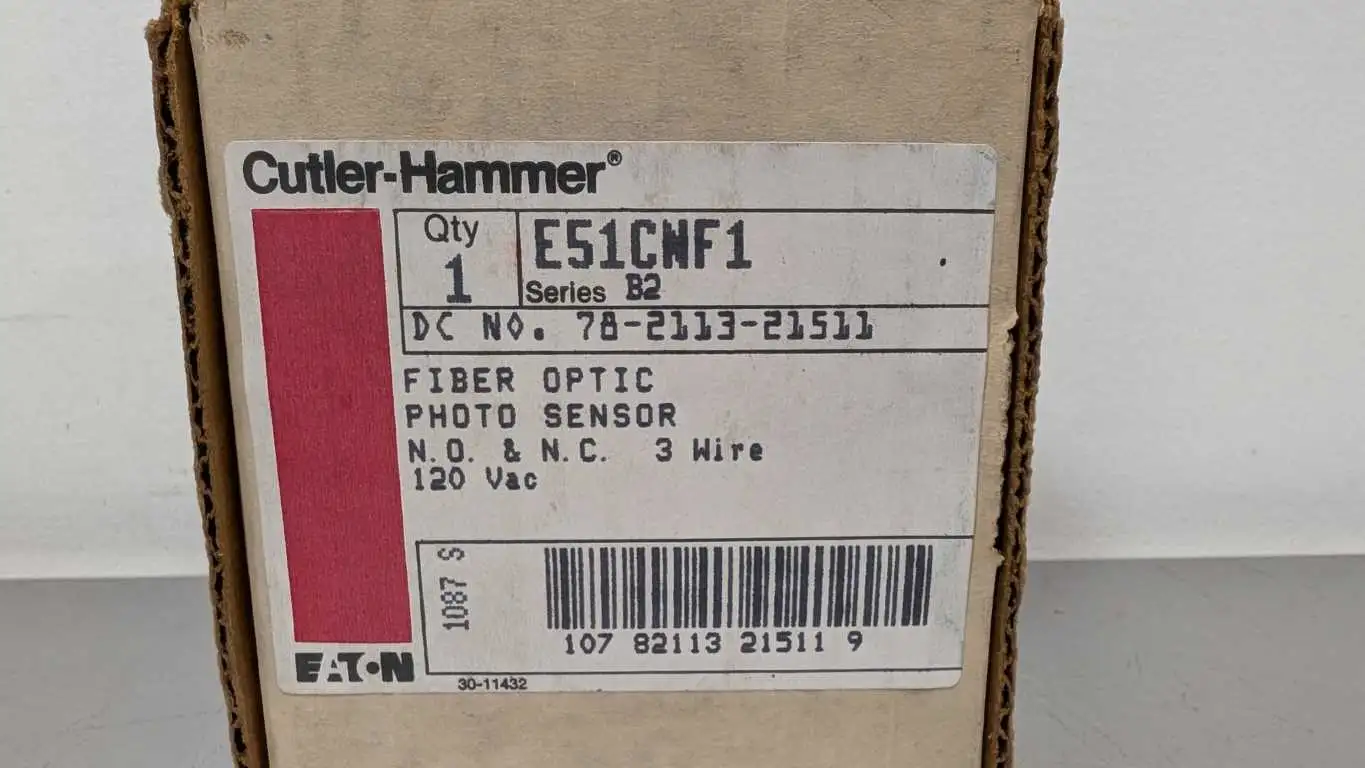 Cutler-Hammer®
Qty
1
E51CNF1
Series B2
DC NO. 78-2113-21511
FIBER OPTIC
PHOTO SENSOR
N.O. & N.C. 3 Wire
120 Vac
1087 S
107 82113 21511 9
EATON
30-11432